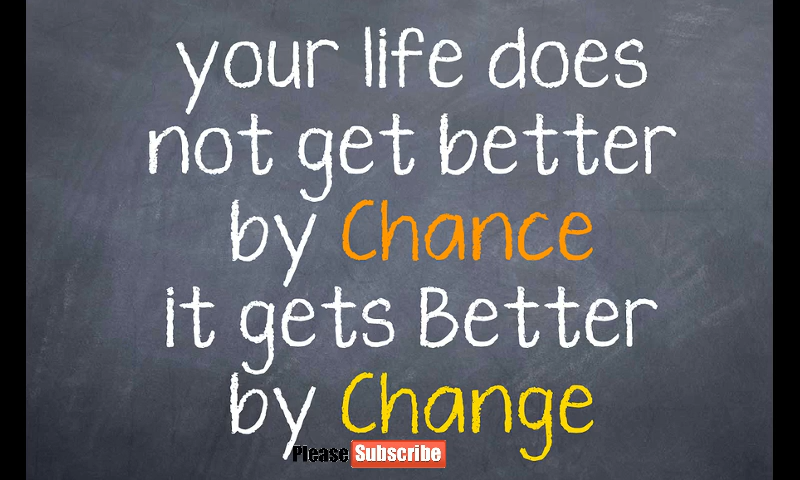 your life does
not get better
by Chance
it gets Better
by Change
Please Subscribe